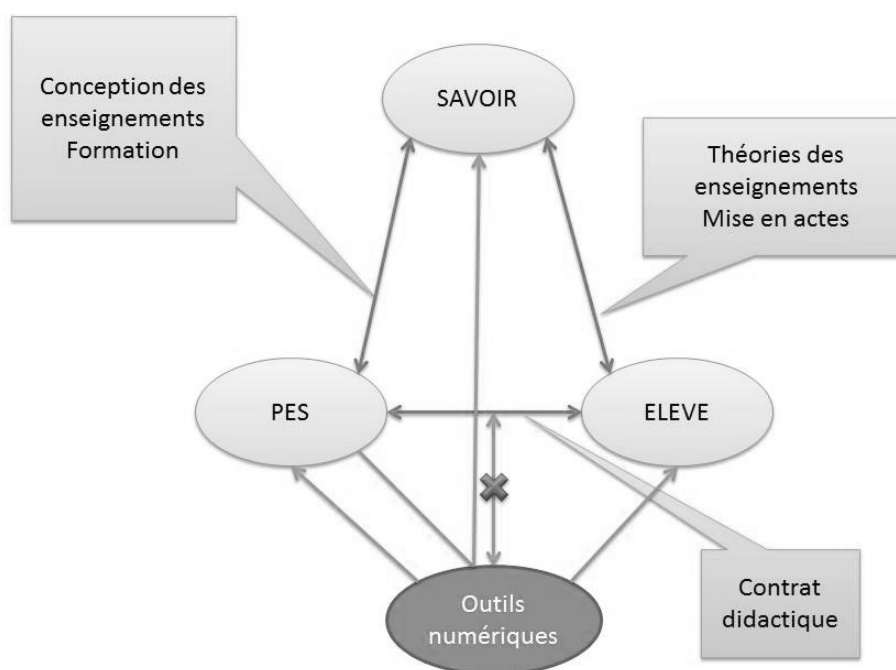 Conception des
enseignements
Formation
SAVOIR
Théories des
enseignements
Mise en actes
PES
ELEVE
Outils
numériques
Contrat
didactique